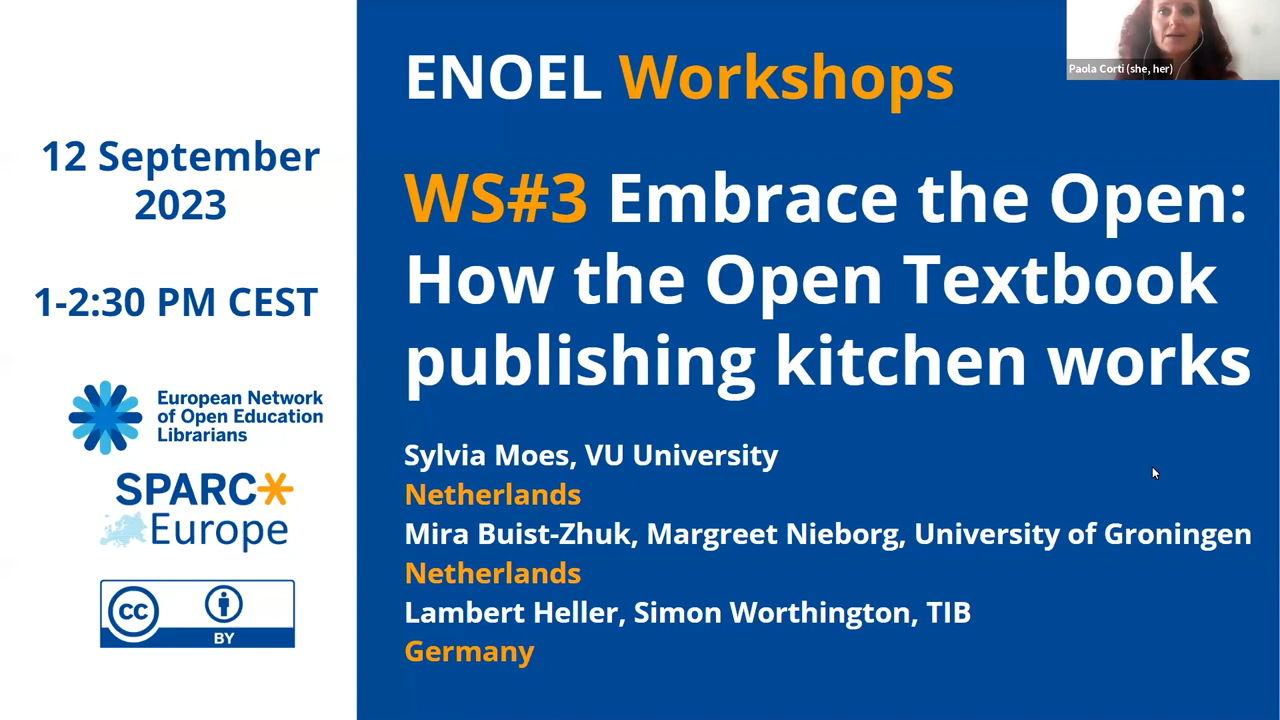 12 September
2023
1-2:30 PM CEST
European Network
of Open Education
Librarians
SPARC
Europe
CC
BY
ENOEL Workshops
WS#3 Embrace the Open:
How the Open Textbook
publishing kitchen works
Sylvia Moes, VU University
Netherlands
Mira Buist-Zhuk, Margreet Nieborg, University of Groningen
Netherlands
Lambert Heller, Simon Worthington, TIB
Germany
Paola Corti (she, her)